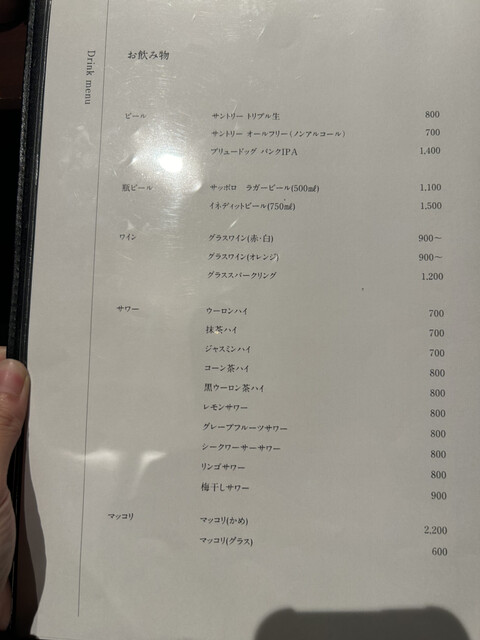 Drink menu
お飲み物
ビール サントリー トリプル生 800
サントリー オールフリー(ノンアルコール) 700
ブリュードッグ パンクIPA 1,400
瓶ビール サッポロ ラガービール(500㎖) 1,100
イネディットビール(750㎖) 1,500
ワイン グラスワイン(赤・白) 900〜
グラスワイン(オレンジ) 900〜
グラススパークリング 1,200
サワー ウーロンハイ 700
抹茶ハイ 700
ジャスミンハイ 700
コーン茶ハイ 800
黒ウーロン茶ハイ 800
レモンサワー 800
グレープフルーツサワー 800
シークワーサーサワー 800
リンゴサワー 800
梅干しサワー 900
マッコリ マッコリ(かめ) 2,200
マッコリ(グラス) 600